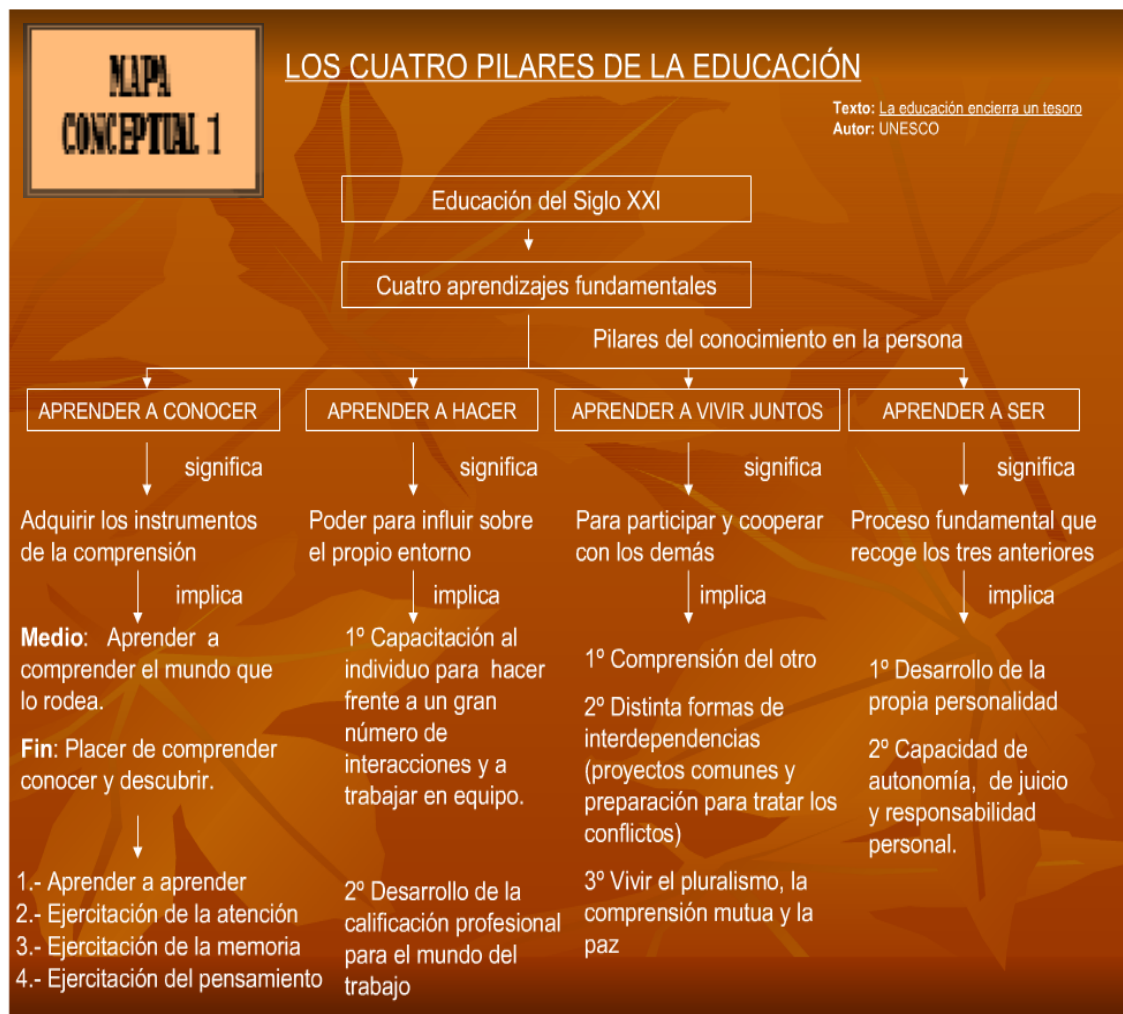 MAPA
CONCEPTUAL 1
LOS CUATRO PILARES DE LA EDUCACIÓN
Texto: La educación encierra un tesoro
Autor: UNESCO
Educación del Siglo XXI
Cuatro aprendizajes fundamentales
Pilares del conocimiento en la persona
APRENDER A CONOCER
significa
Adquirir los instrumentos
de la comprensión
implica
Medio: Aprender a
comprender el mundo que
lo rodea.
Fin: Placer de comprender
conocer y descubrir.
1.- Aprender a aprender
2.- Ejercitación de la atención
3.- Ejercitación de la memoria
4.- Ejercitación del pensamiento
APRENDER A HACER
significa
Poder para influir sobre
el propio entorno
implica
1º Capacitación al
individuo para hacer
frente a un gran
número de
interacciones y a
trabajar en equipo.
2º Desarrollo de la
calificación profesional
para el mundo del
trabajo
APRENDER A VIVIR JUNTOS
significa
Para participar y cooperar
con los demás
implica
1º Comprensión del otro
2º Distinta formas de
interdependencias
(proyectos comunes y
preparación para tratar los
conflictos)
3º Vivir el pluralismo, la
comprensión mutua y la
paz
APRENDER A SER
significa
Proceso fundamental que
recoge los tres anteriores
implica
1º Desarrollo de la
propia personalidad
2º Capacidad de
autonomía, de juicio
y responsabilidad
personal.